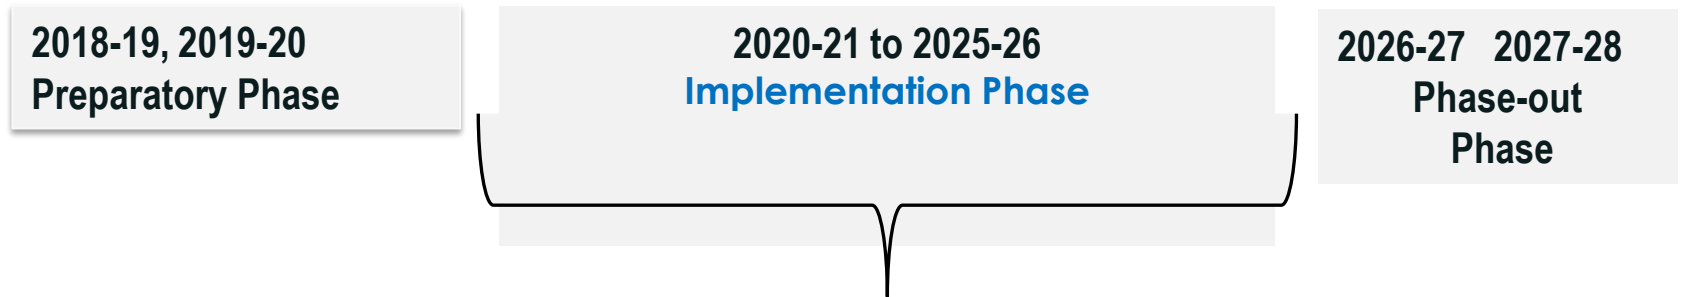 2018-19, 2019-20
Preparatory Phase
2020-21 to 2025-26
Implementation Phase
2026-27 2027-28
Phase-out
Phase